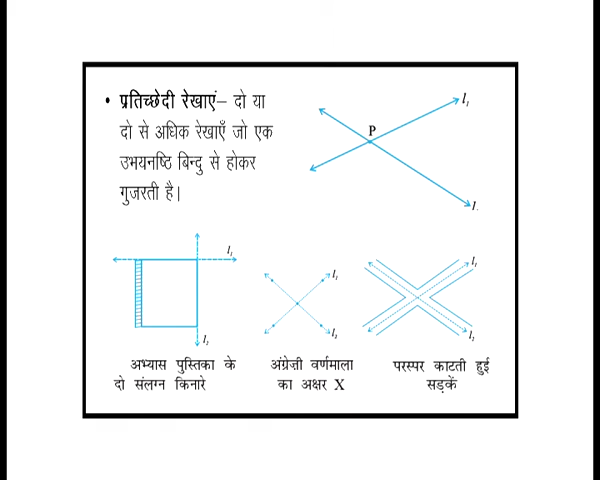 • प्रतिच्छेदी रेखाएं– दो या
दो से अधिक रेखाएँ जो एक
उभयनष्ठि बिन्दु से होकर
गुजरती है।
l₁
P
l
l₁
l₂
l₁
l₂
l₁
l₂
अभ्यास पुस्तिका के
दो संलग्न किनारे
अंग्रेजी वर्णमाला
का अक्षर X
परस्पर काटती हुई
सड़कें